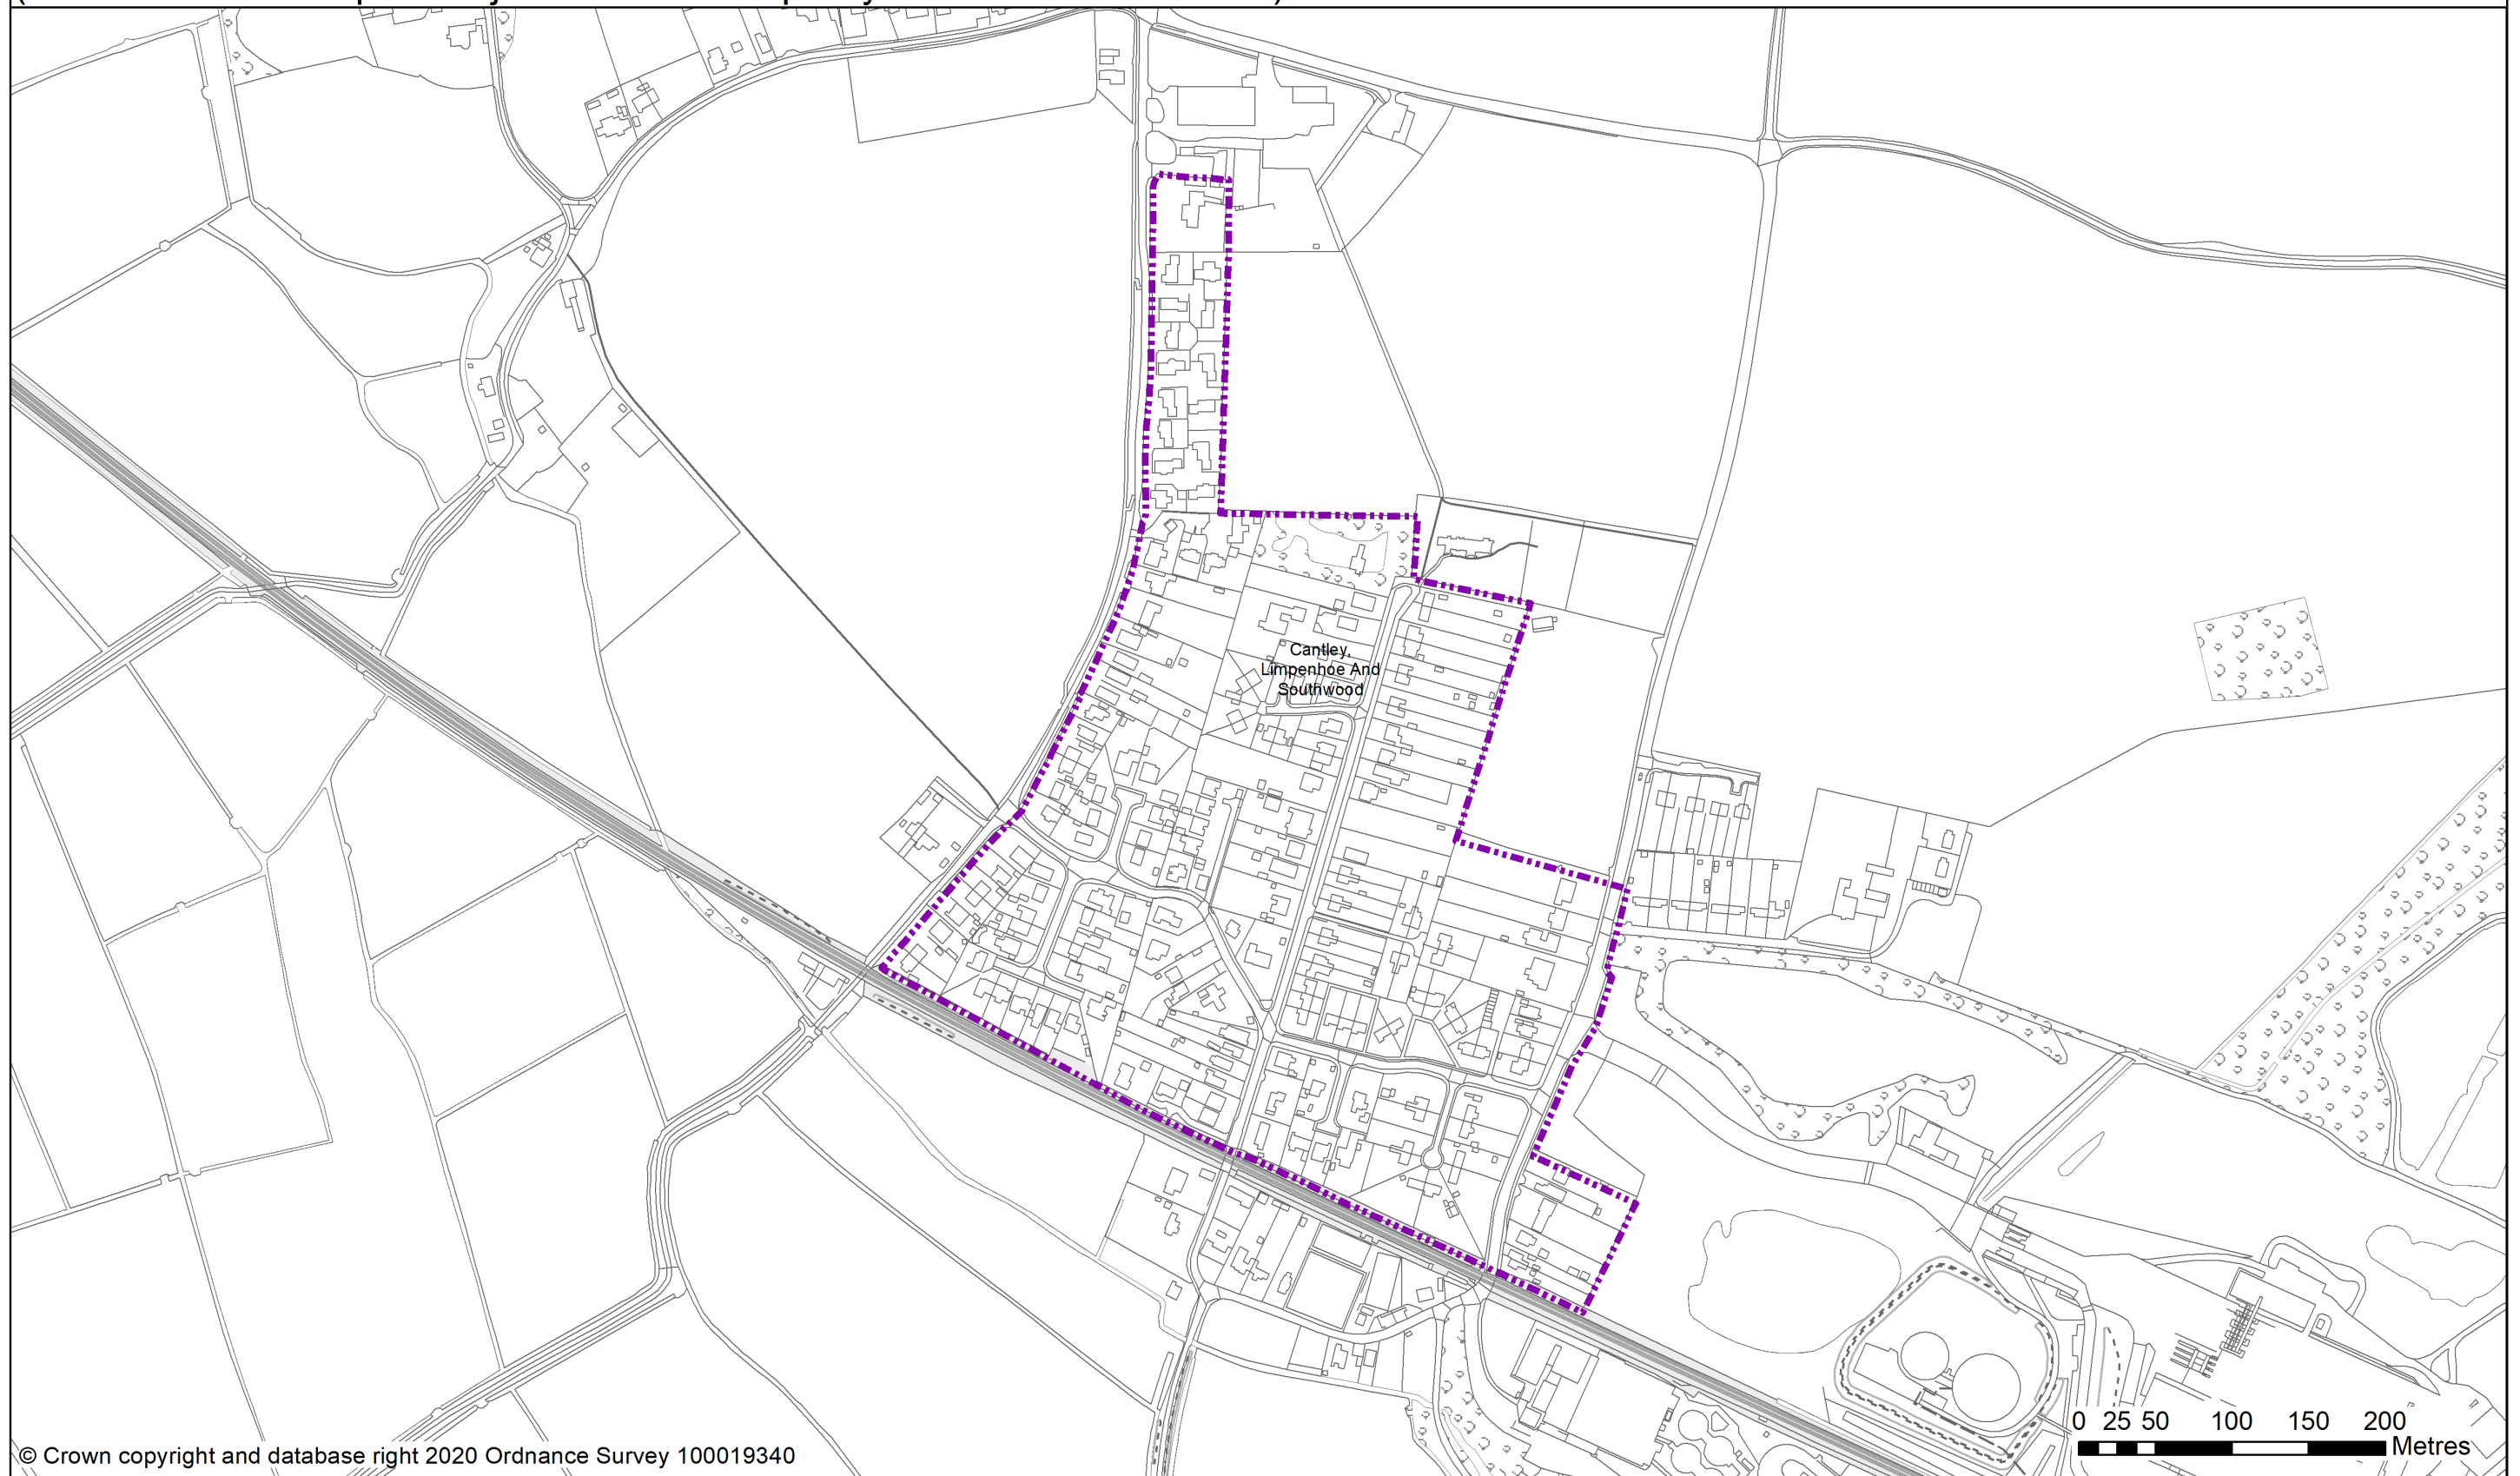 Cantley,
Limpenhoe And
Southwood
0 25 50 100 150 200
Metres
© Crown copyright and database right 2020 Ordnance Survey 100019340